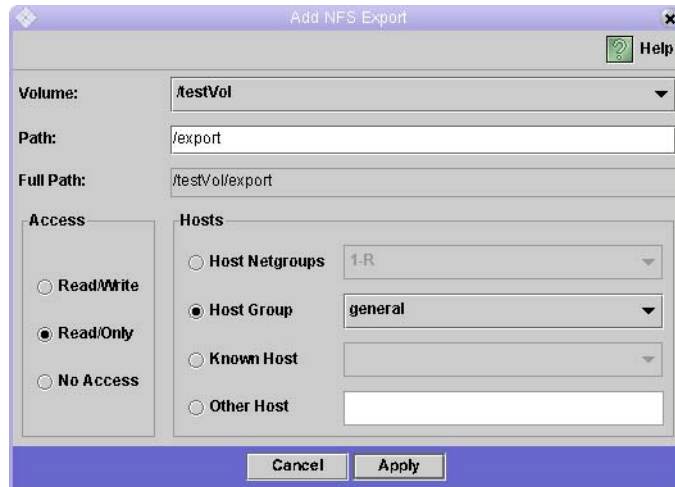 Add NFS Export
Help
Volume: /testVol
Path: /export
Full Path: /testVol/export
Access
Read/Write
Read/Only
No Access
Hosts
Host Netgroups 1-R
Host Group general
Known Host
Other Host
Cancel Apply